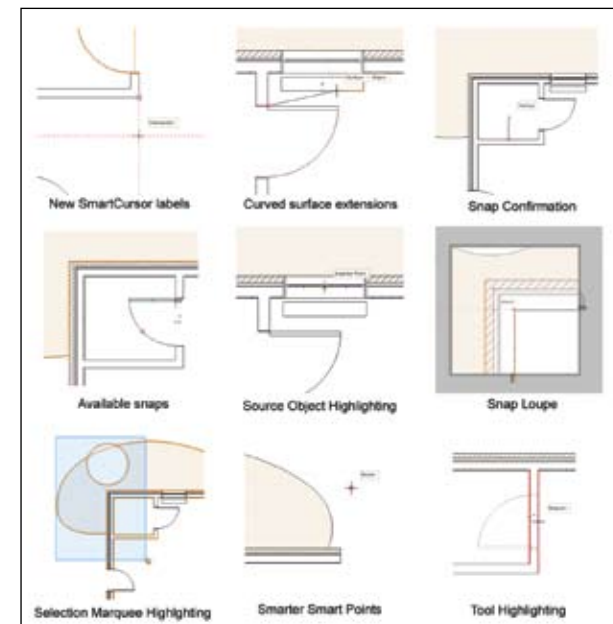 New SmartCursor labels
Curved surface extensions
Snap Confirmation
Available snaps
Source Object Highlighting
Snap Loupe
Selection Marquee Highlighting
Smarter Smart Points
Tool Highlighting